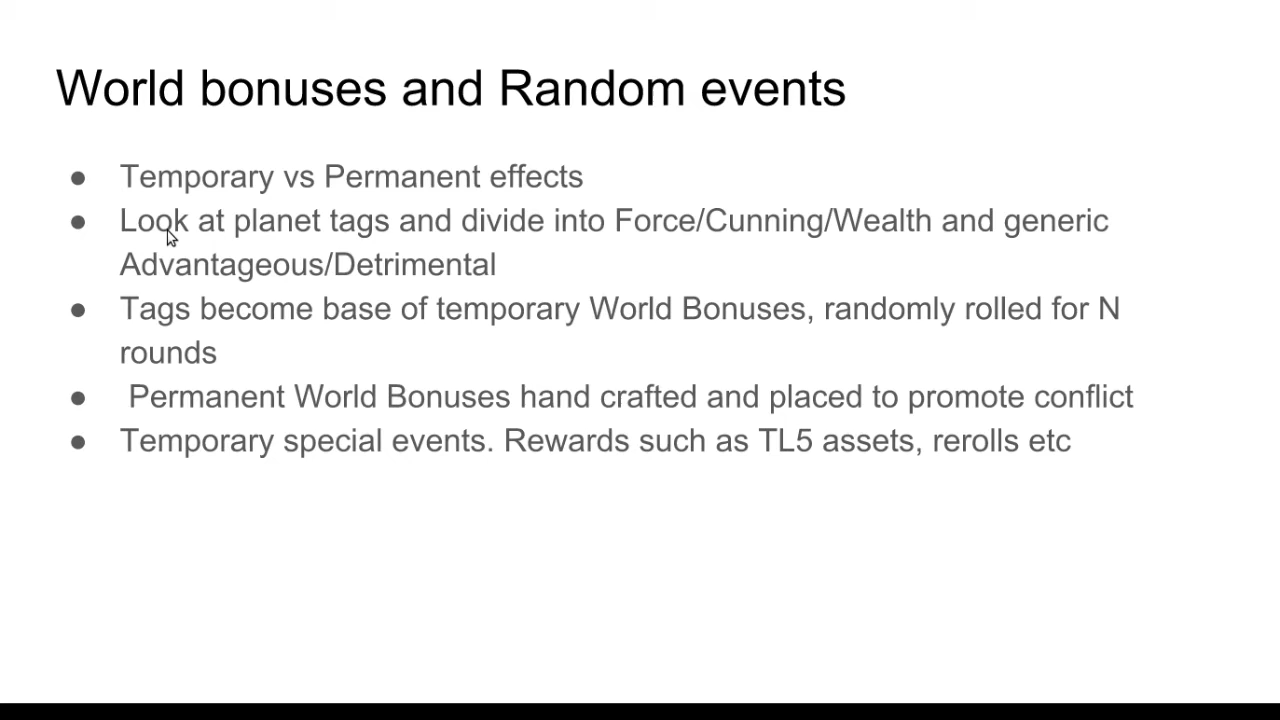 World bonuses and Random events
● Temporary vs Permanent effects
● Look at planet tags and divide into Force/Cunning/Wealth and generic
Advantageous/Detrimental
● Tags become base of temporary World Bonuses, randomly rolled for N
rounds
● Permanent World Bonuses hand crafted and placed to promote conflict
● Temporary special events. Rewards such as TL5 assets, rerolls etc